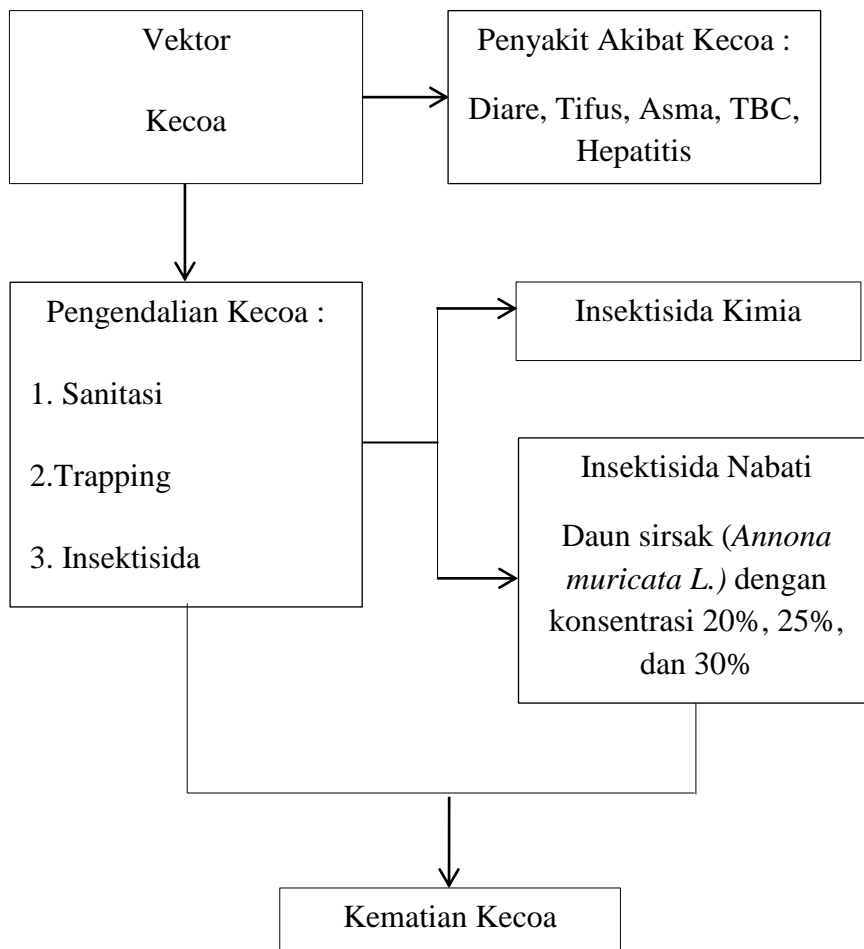 Vektor
Kecoa
Penyakit Akibat Kecoa :
Diare, Tifus, Asma, TBC,
Hepatitis
Pengendalian Kecoa :
1. Sanitasi
2.Trapping
3. Insektisida
Insektisida Kimia
Insektisida Nabati
Daun sirsak (Annona
muricata L.) dengan
konsentrasi 20%, 25%,
dan 30%
Kematian Kecoa